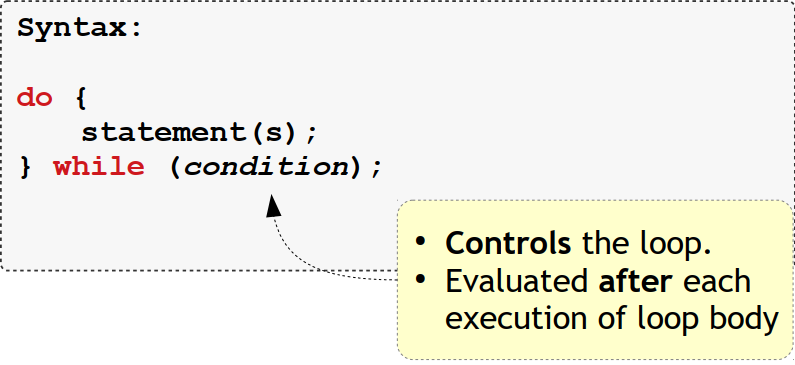 Syntax:
do {
statement(s);
} while (condition);
• Controls the loop.
• Evaluated after each
execution of loop body